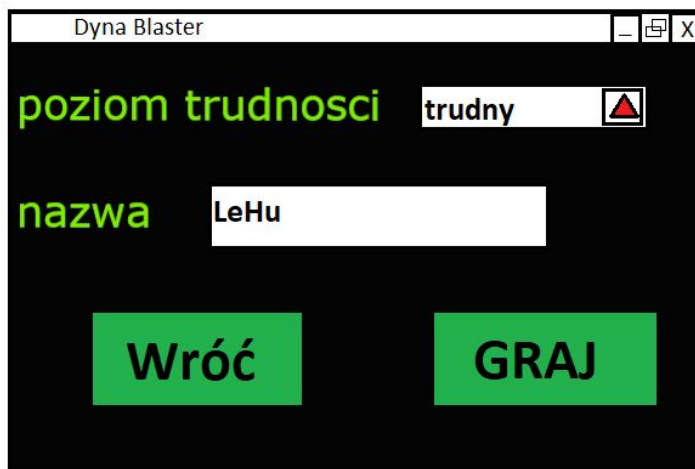 Dyna Blaster _ X
poziom trudnosci trudny
nazwa LeHu
Wróć GRAJ